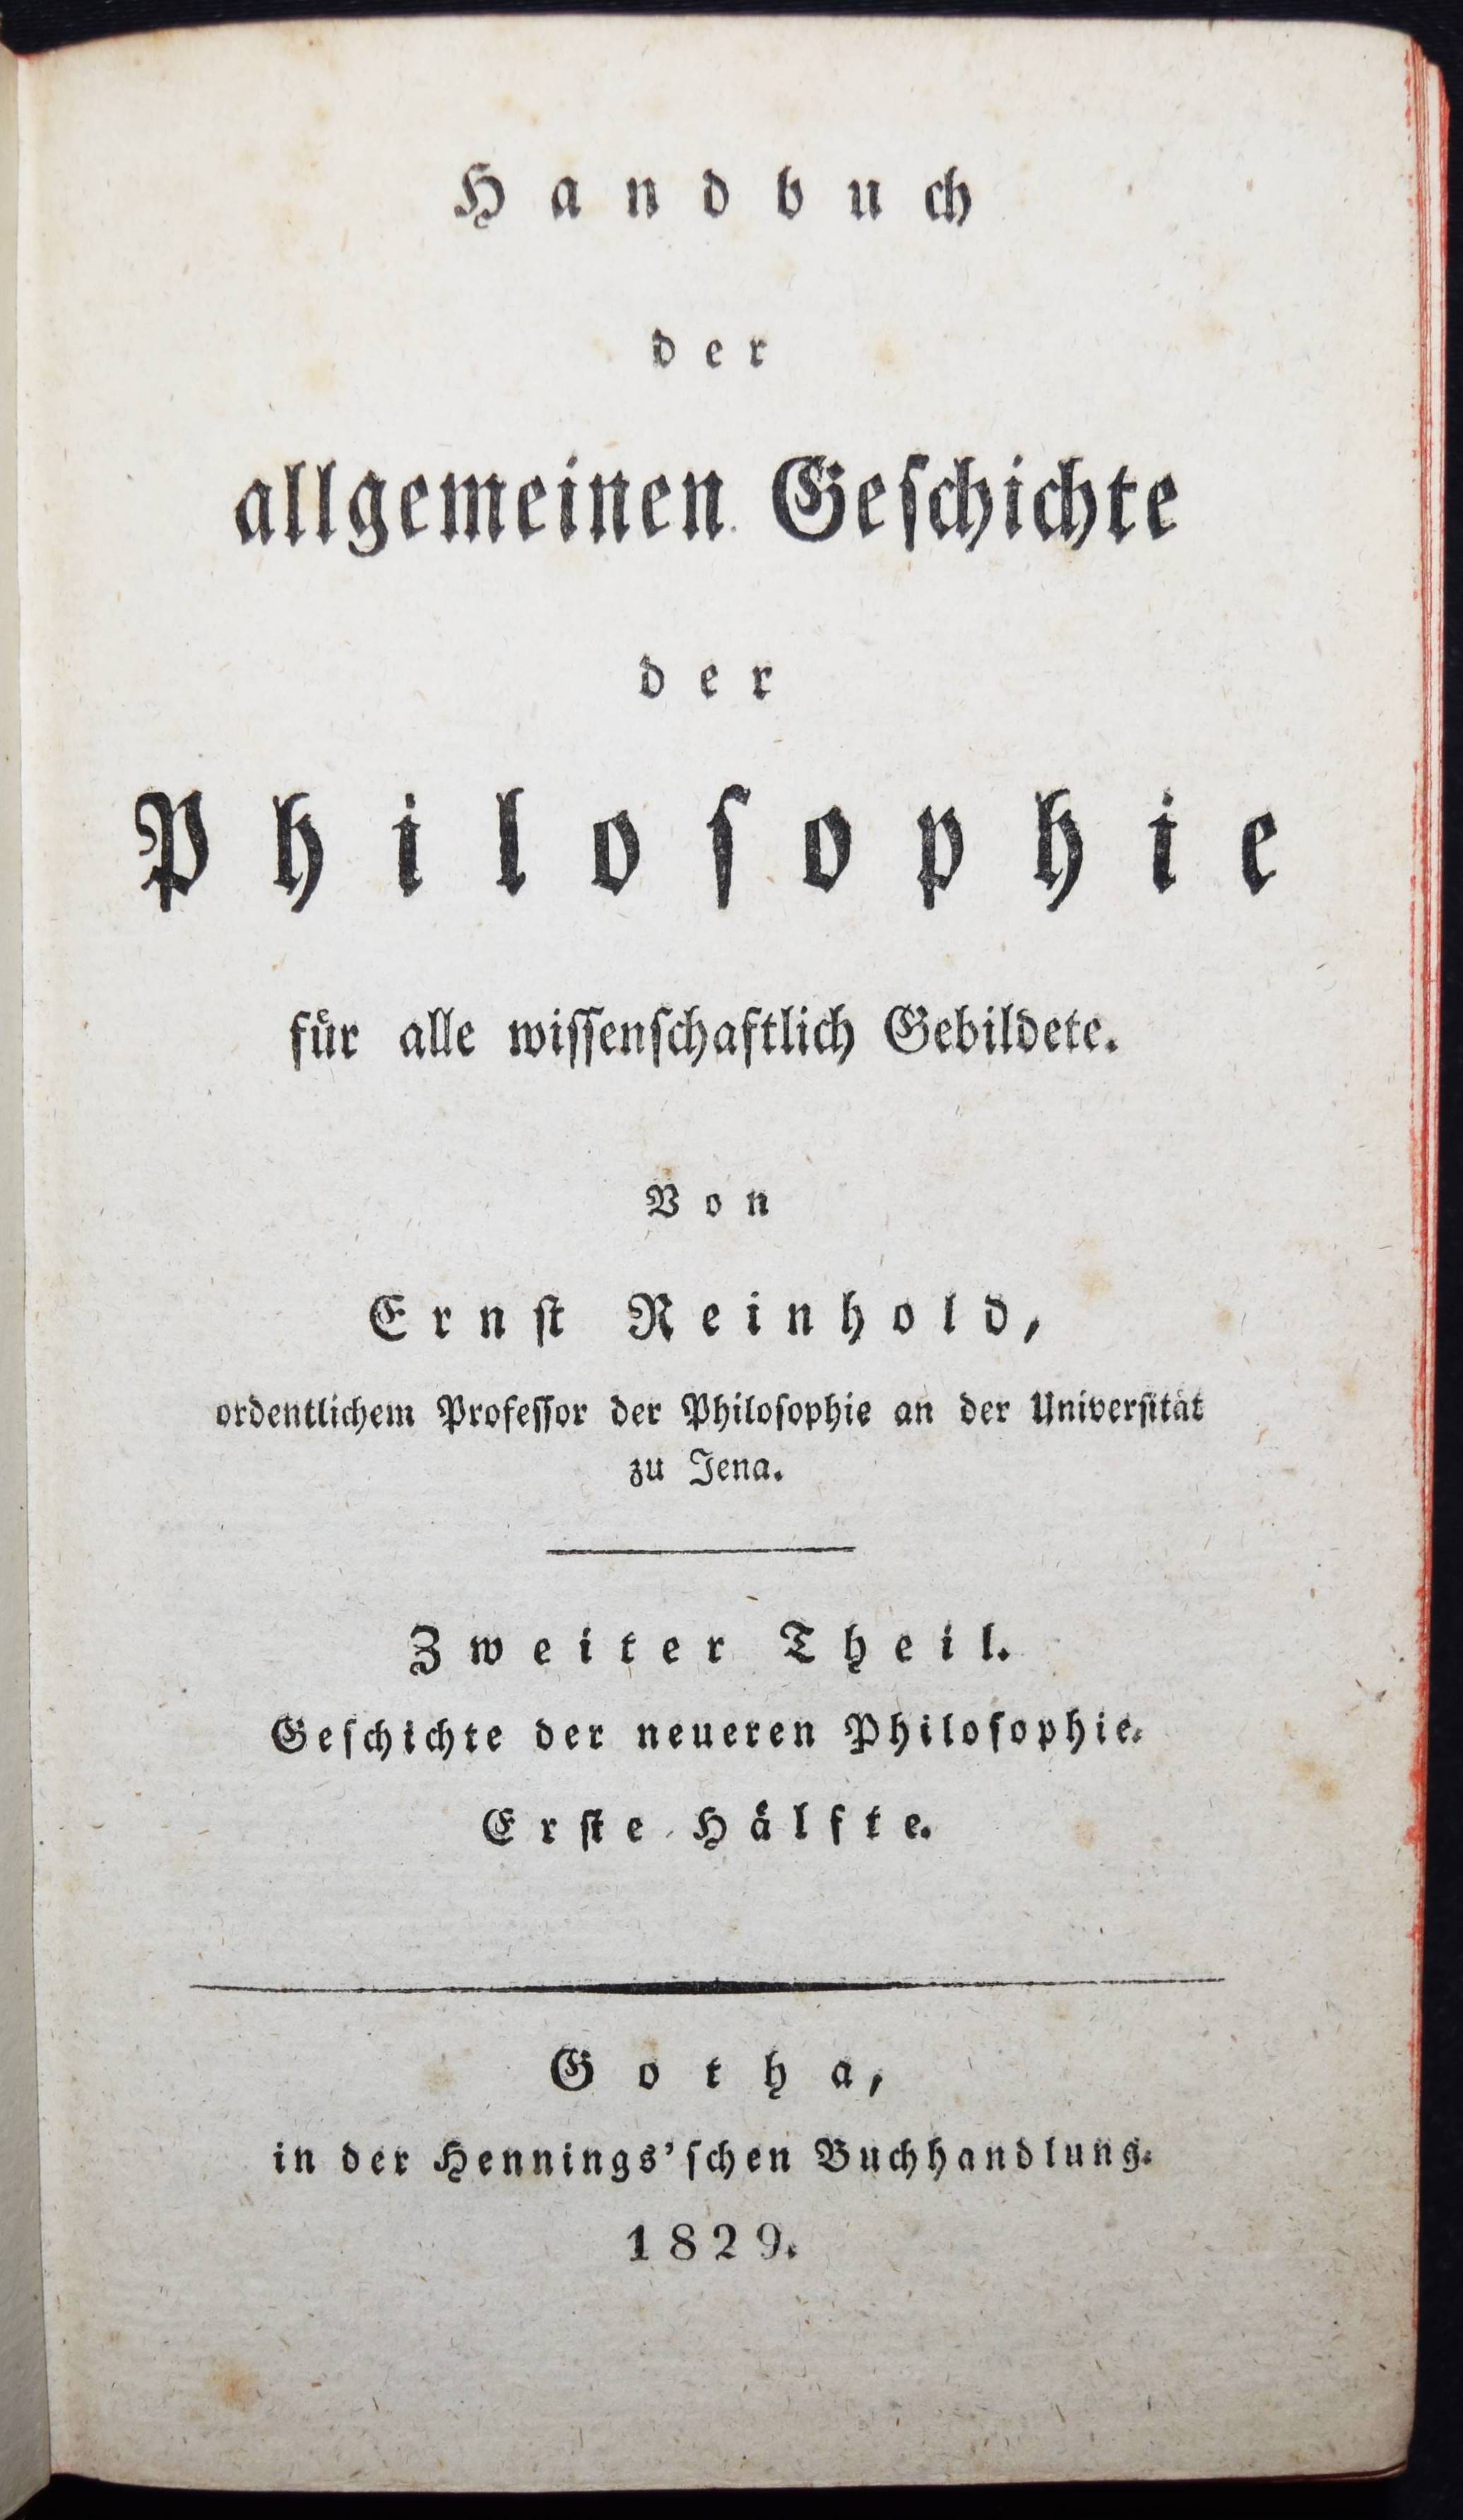 Handbuch
der
allgemeinen Geſchichte
der
Philoſophie
für alle wiſſenſchaftlich Gebildete.
Von
Ernſt Reinhold,
ordentlichem Profeſſor der Philoſophie an der Univerſität
zu Jena.
Zweiter Theil.
Geſchichte der neueren Philoſophie.
Erſte Hälfte.
Gotha,
in der Hennings'ſchen Buchhandlung.
1829.